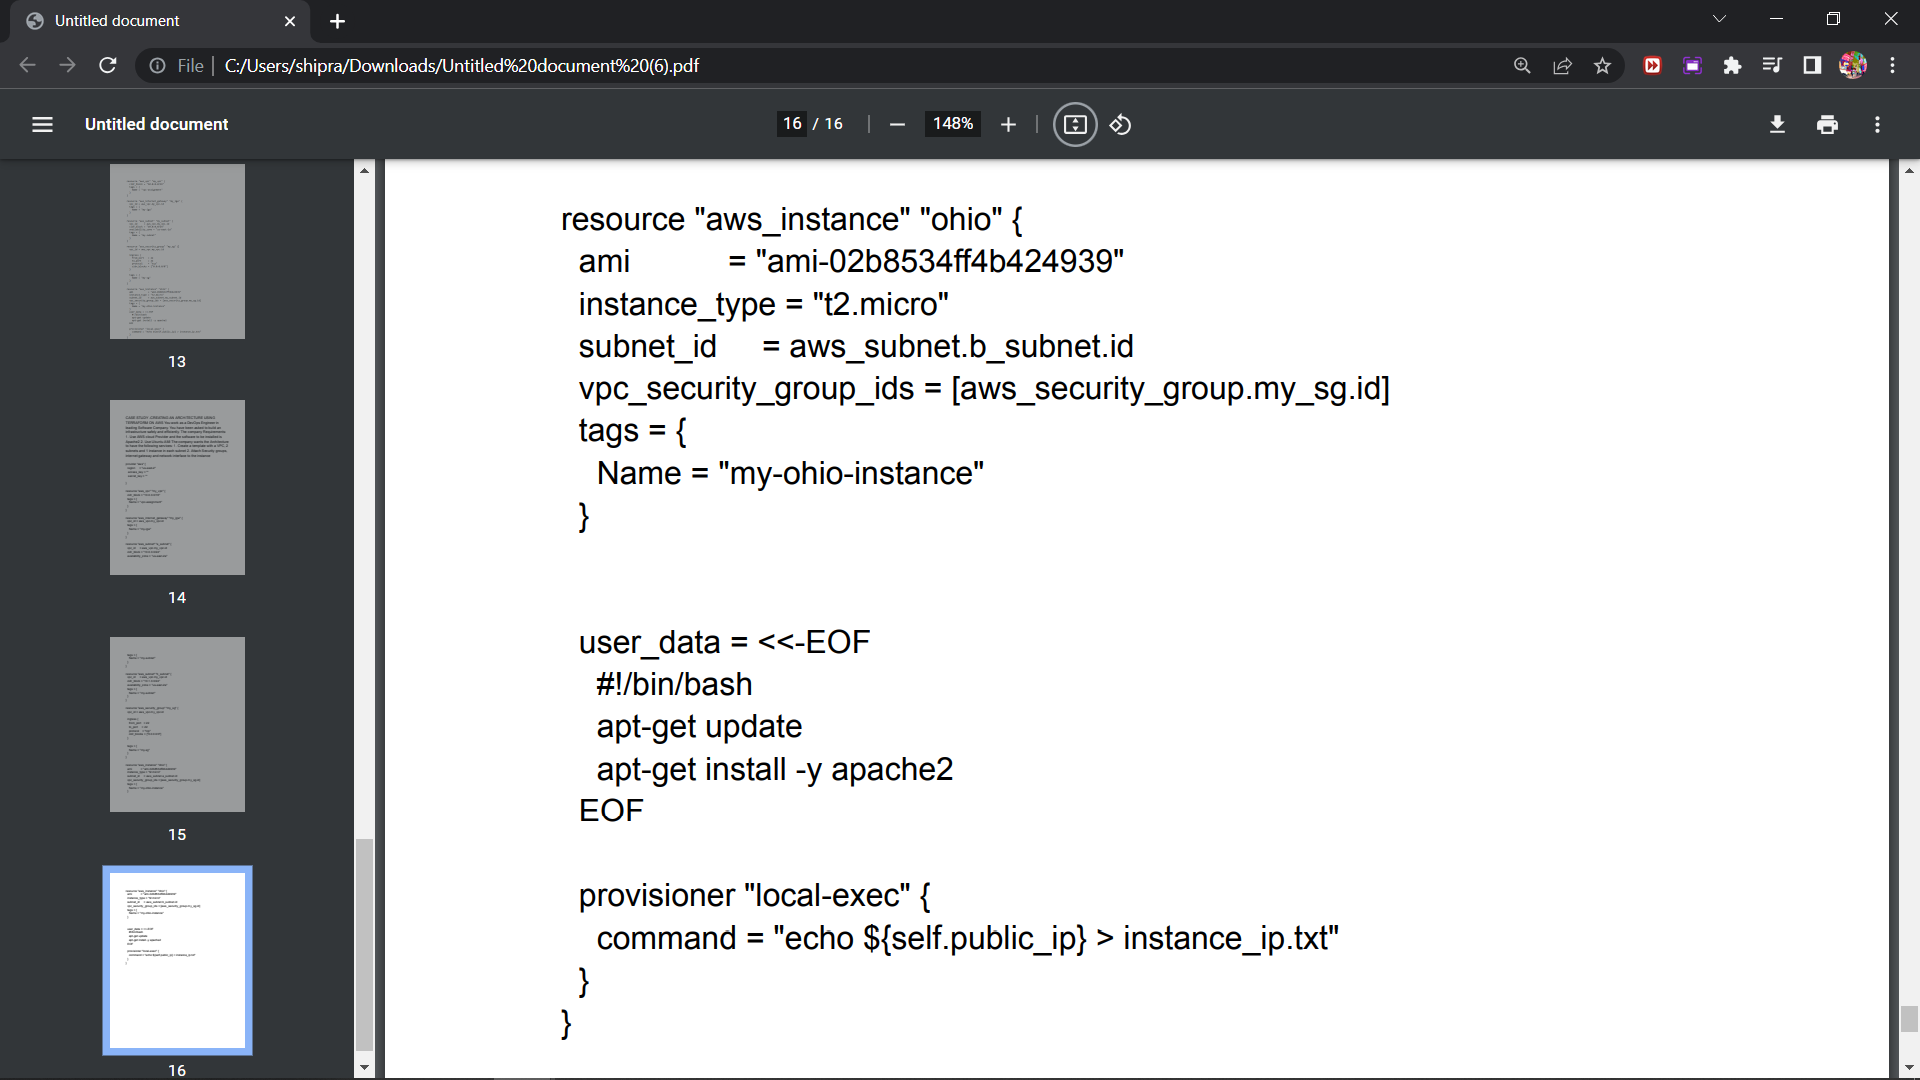 Untitled document
File
C:/Users/shipra/Downloads/Untitled%20document%20(6).pdf
Untitled document
16 / 16
148%
13
14
15
16
resource "aws_instance" "ohio" {
ami = "ami-02b8534ff4b424939"
instance_type = "t2.micro"
subnet_id = aws_subnet.b_subnet.id
vpc_security_group_ids = [aws_security_group.my_sg.id]
tags = {
Name = "my-ohio-instance"
}
user_data = <<-EOF
#!/bin/bash
apt-get update
apt-get install -y apache2
EOF
provisioner "local-exec" {
command = "echo ${self.public_ip} > instance_ip.txt"
}
}